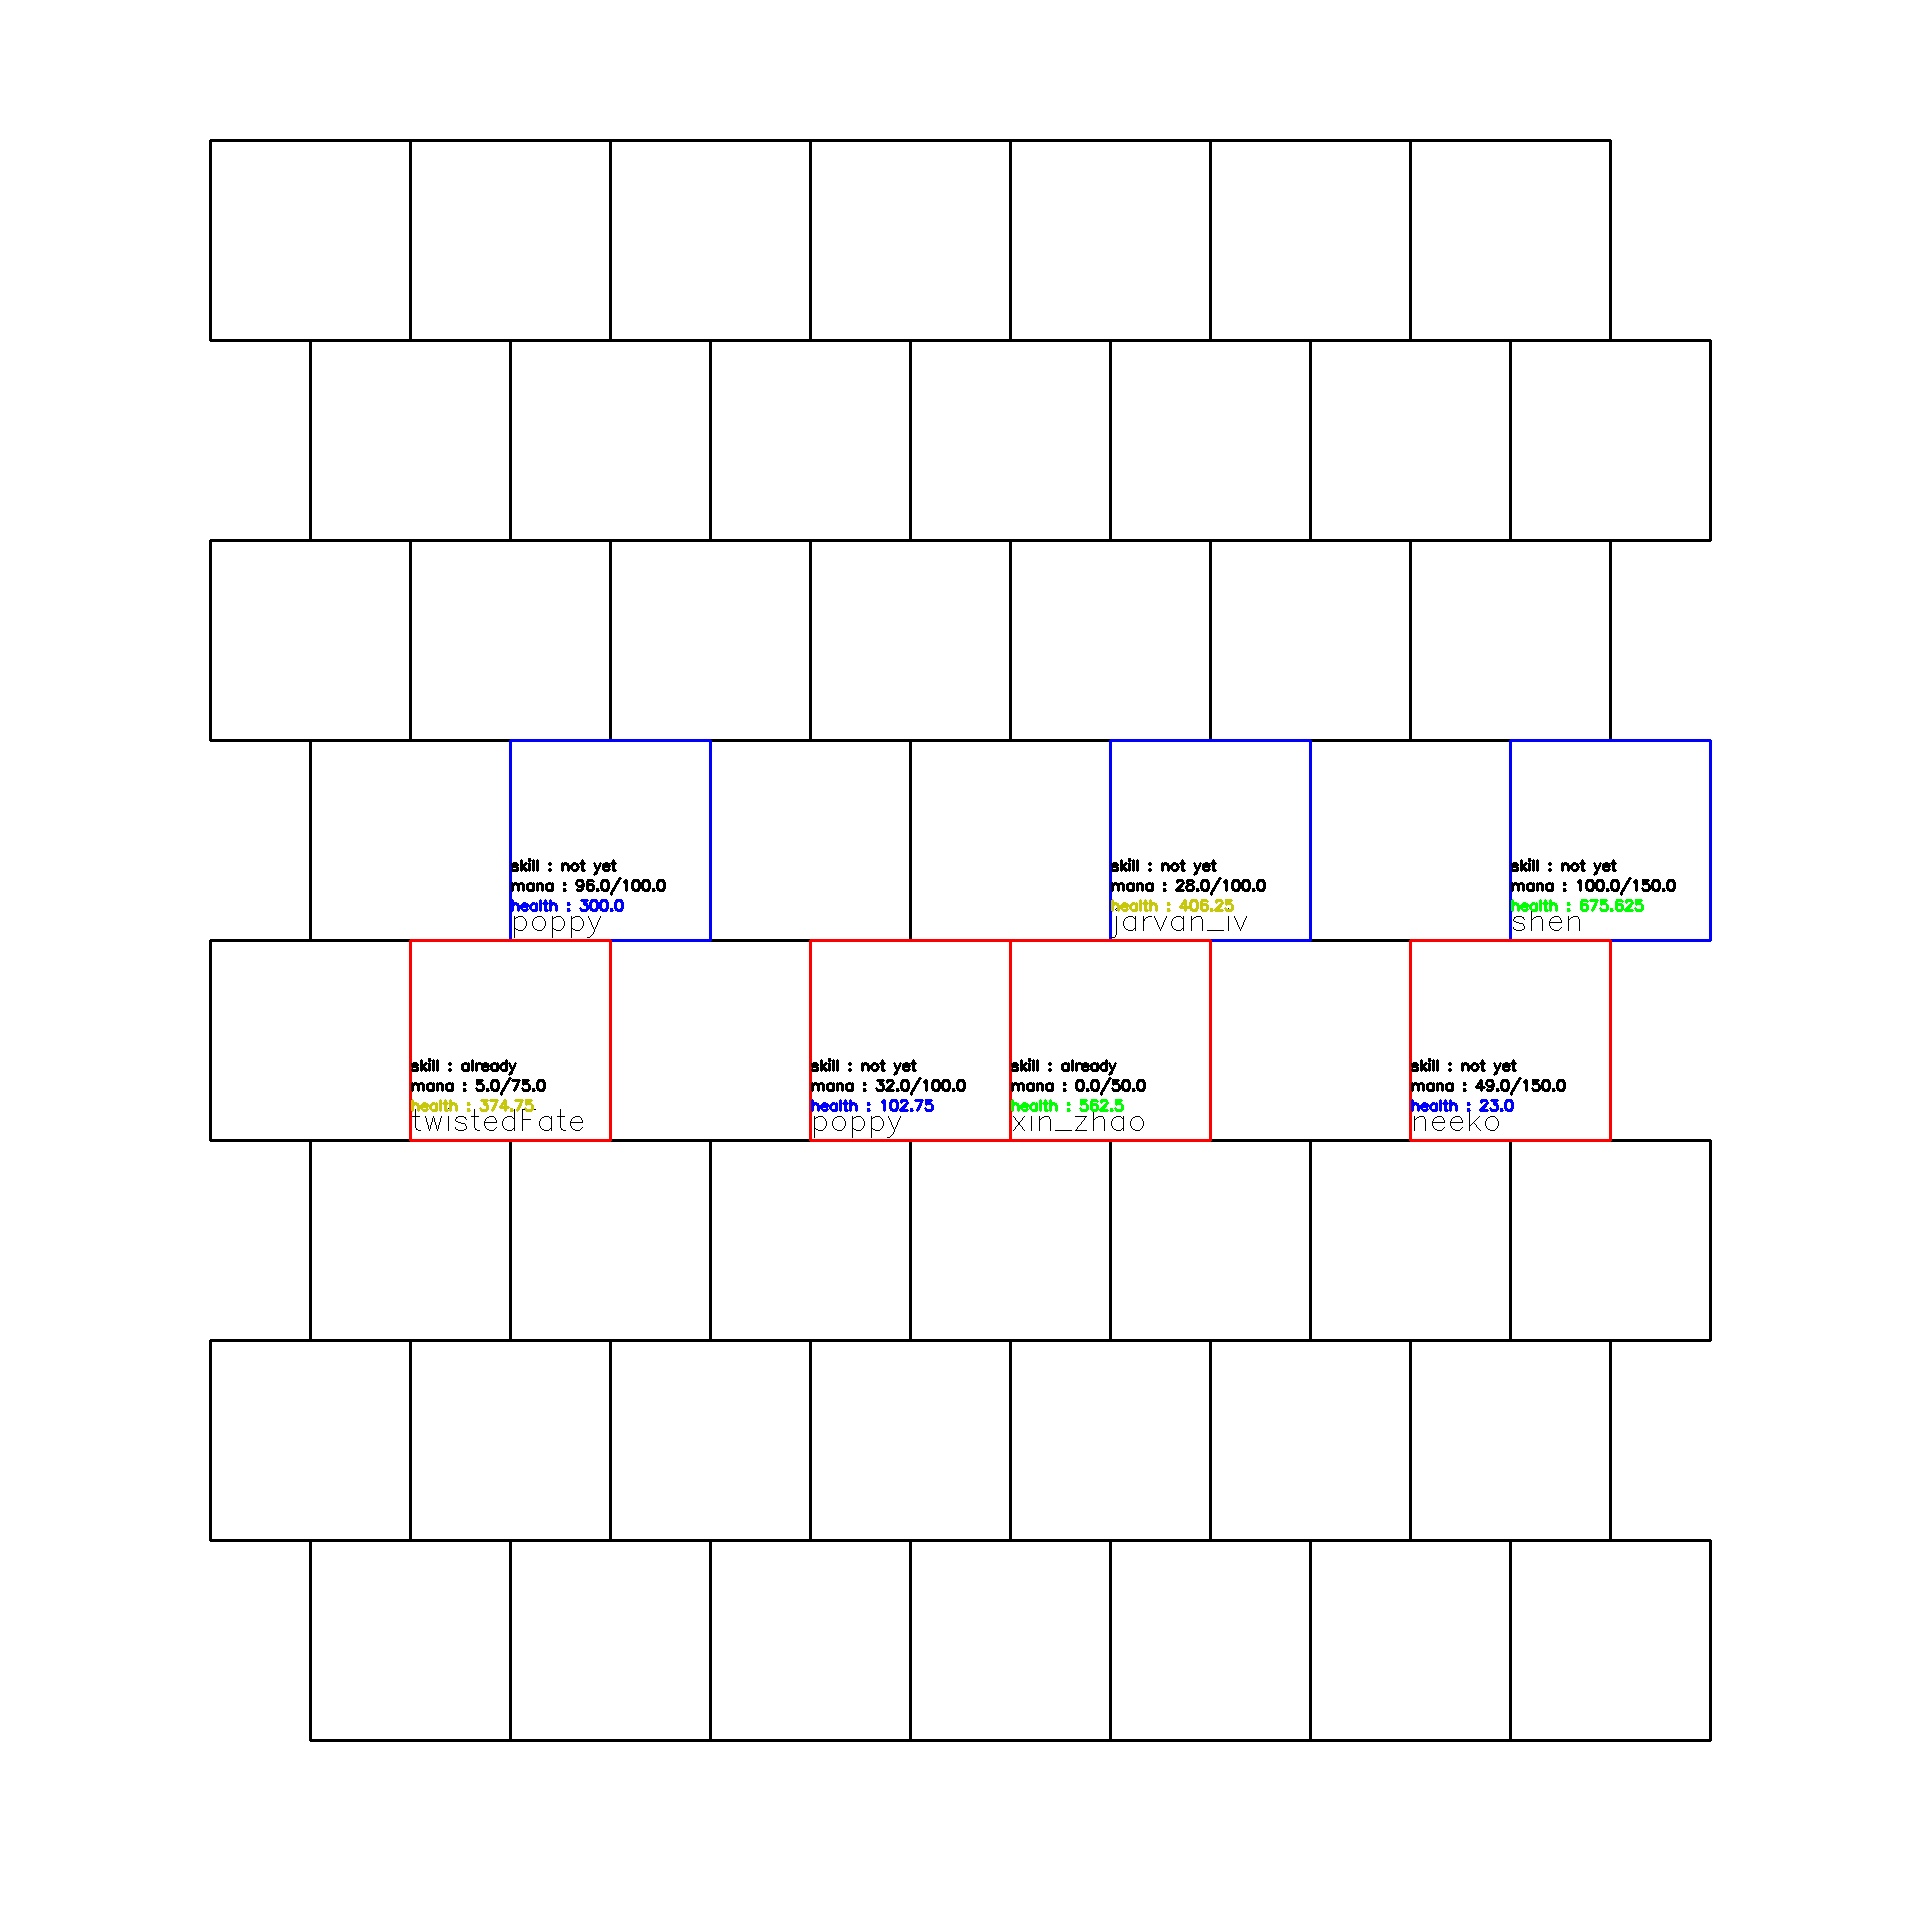 skill : not yet
mana : 96.0/100.0
health : 300.0
poppy
skill : not yet
mana : 28.0/100.0
health : 406.25
jarvan_iv
skill : not yet
mana : 100.0/150.0
health : 675.625
shen
skill : already
mana : 5.0/75.0
health : 374.75
twistedFate
skill : not yet
mana : 32.0/100.0
health : 102.75
poppy
skill : already
mana : 0.0/50.0
health : 562.5
xin_zhao
skill : not yet
mana : 49.0/150.0
health : 23.0
neeko